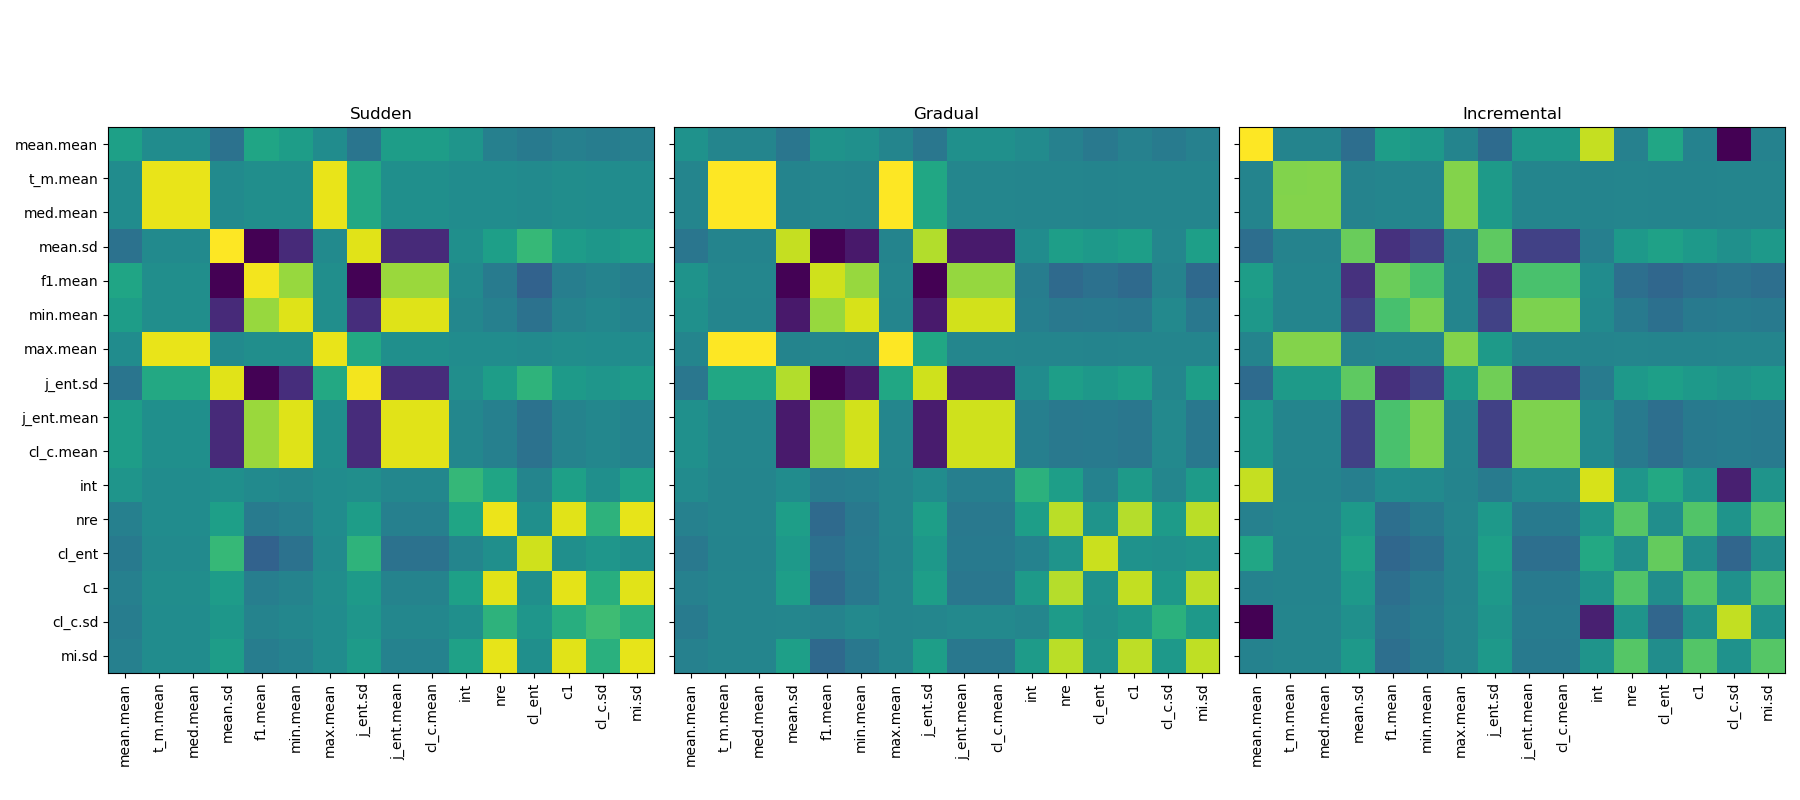 Sudden
Gradual
Incremental
mean.mean
t_m.mean
med.mean
mean.sd
f1.mean
min.mean
max.mean
j_ent.sd
j_ent.mean
cl_c.mean
int
nre
cl_ent
c1
cl_c.sd
mi.sd
mean.mean
t_m.mean
med.mean
mean.sd
f1.mean
min.mean
max.mean
j_ent.sd
j_ent.mean
cl_c.mean
int
nre
cl_ent
c1
cl_c.sd
mi.sd
mean.mean
t_m.mean
med.mean
mean.sd
f1.mean
min.mean
max.mean
j_ent.sd
j_ent.mean
cl_c.mean
int
nre
cl_ent
c1
cl_c.sd
mi.sd
mean.mean
t_m.mean
med.mean
mean.sd
f1.mean
min.mean
max.mean
j_ent.sd
j_ent.mean
cl_c.mean
int
nre
cl_ent
c1
cl_c.sd
mi.sd